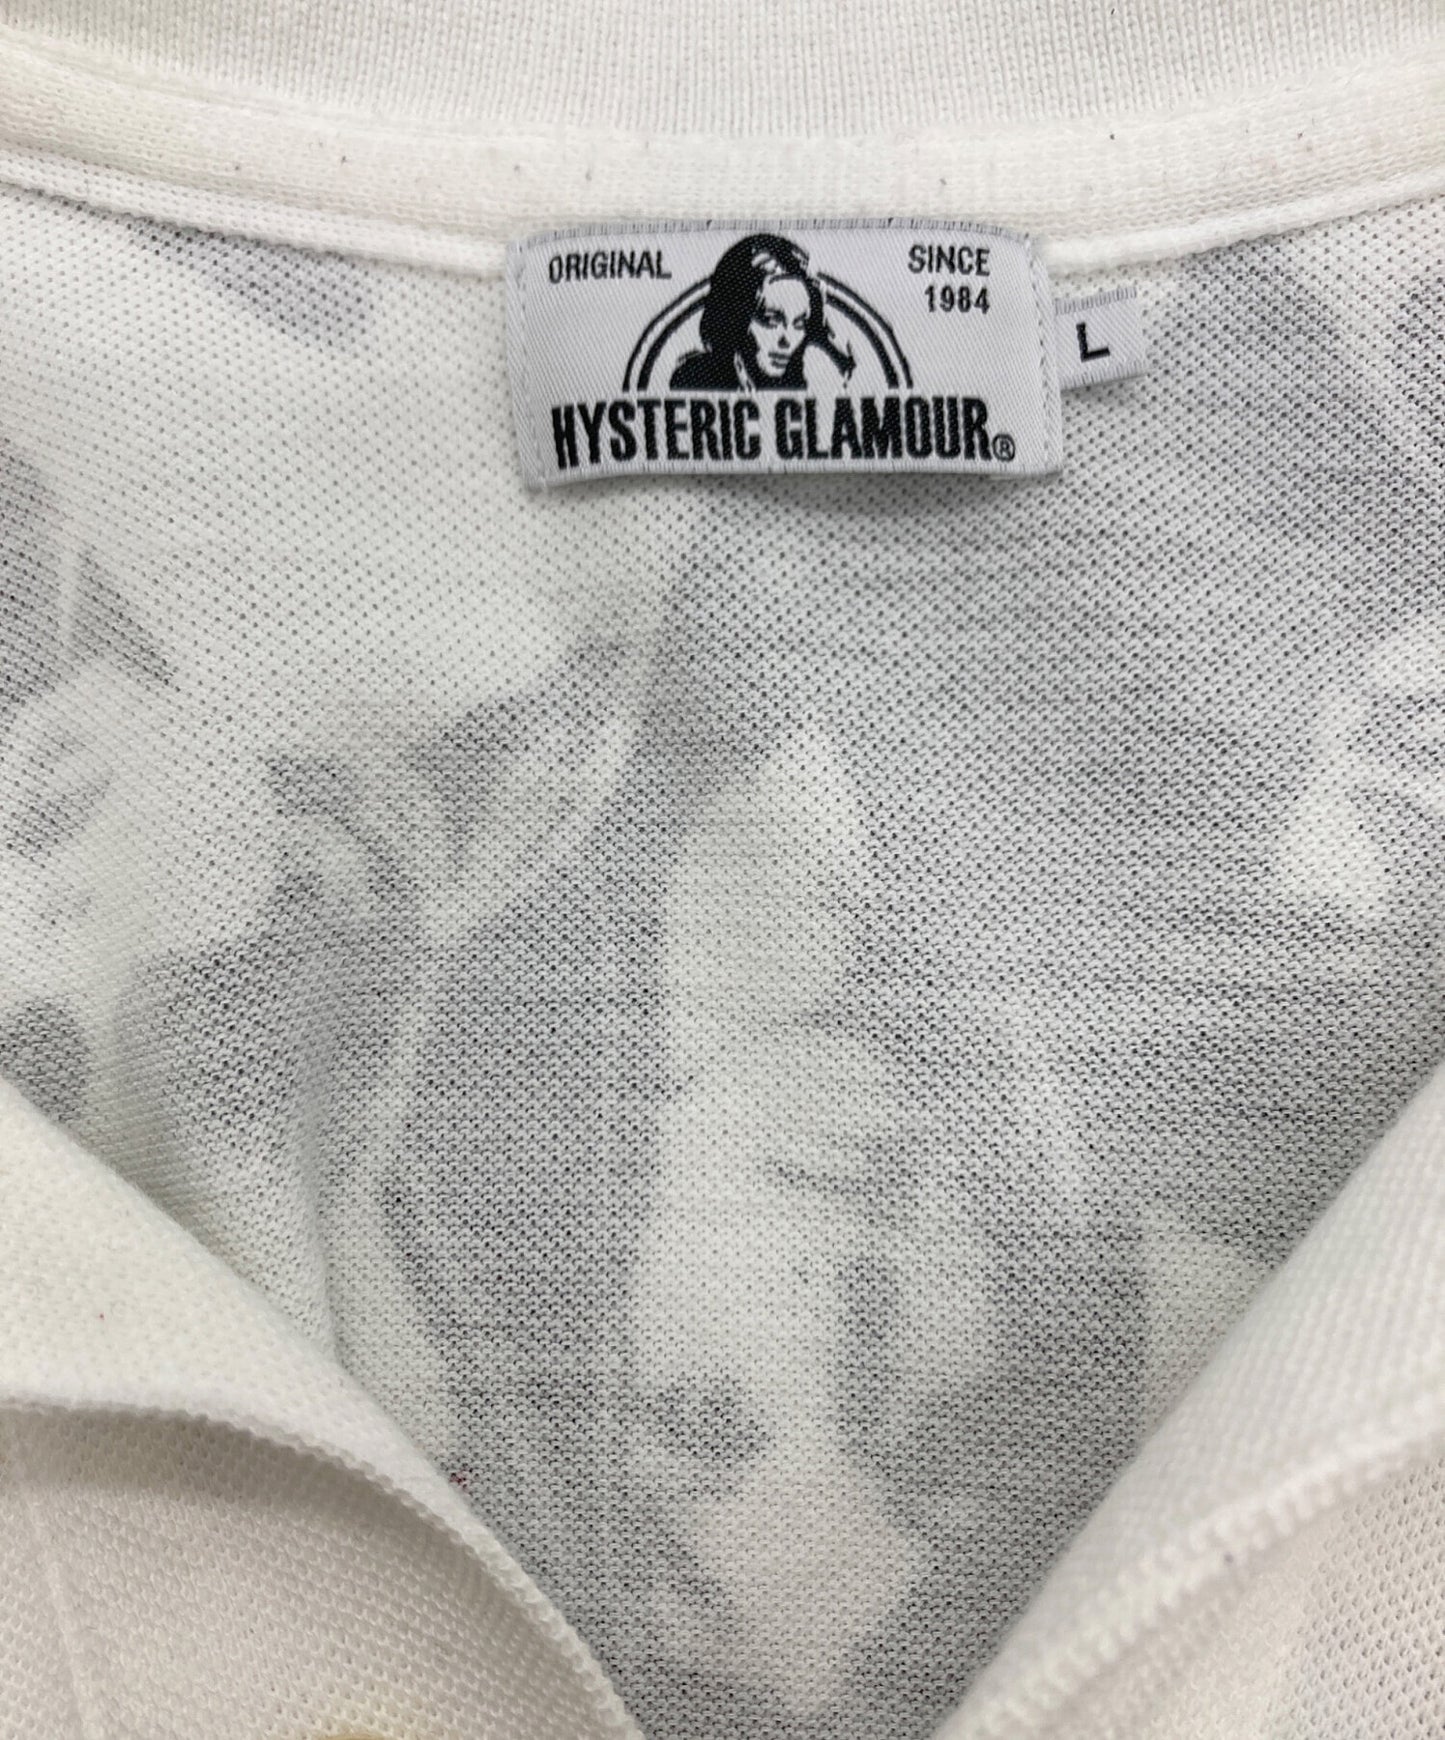 ORIGINAL
SINCE
1984
L
HYSTERIC GLAMOUR®